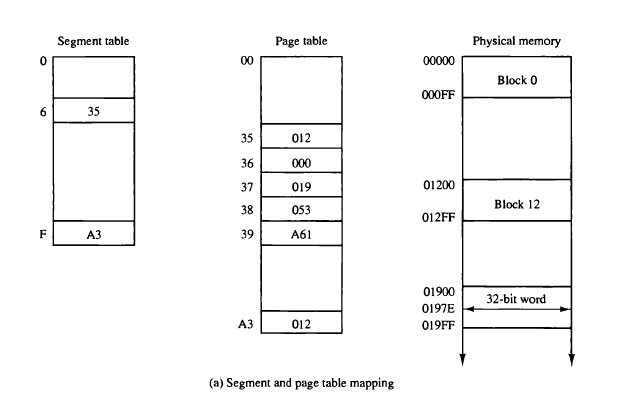 Segment table
0
6 35
F A3
Page table
00
35 012
36 000
37 019
38 053
39 A61
A3 012
Physical memory
00000
Block 0
000FF
01200
Block 12
012FF
01900
32-bit word
0197E
019FF
(a) Segment and page table mapping